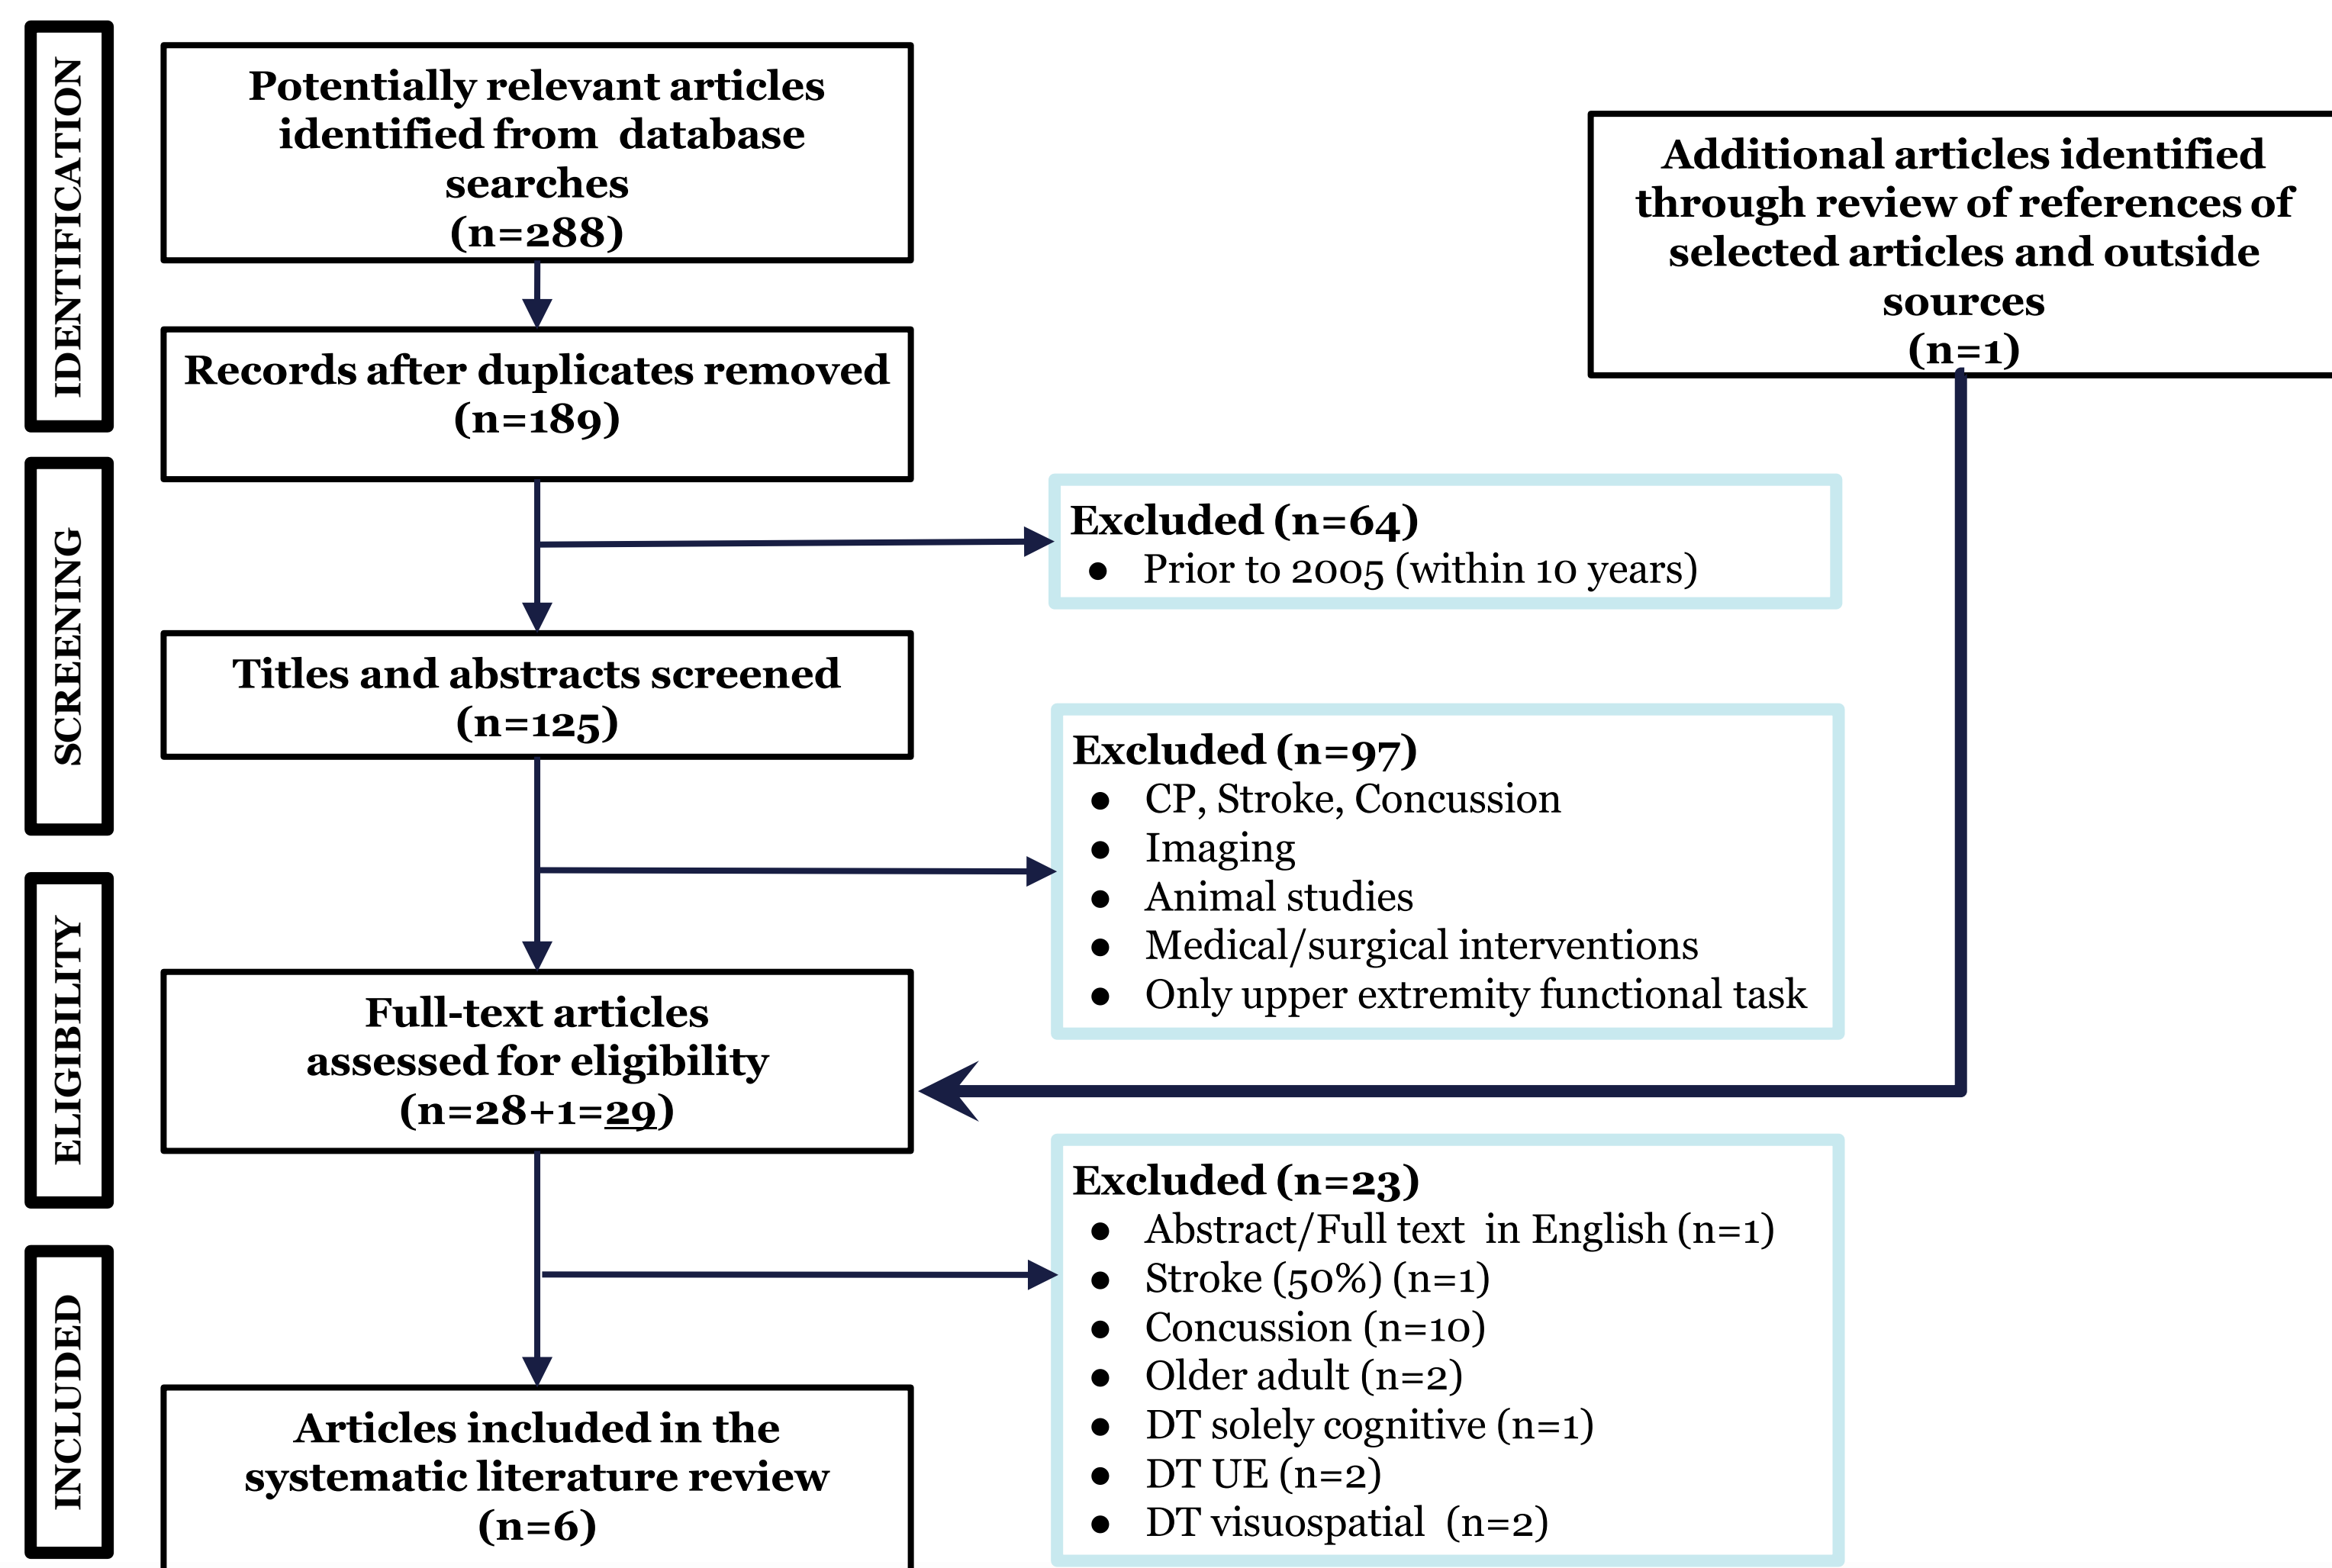 IDENTIFICATION
Potentially relevant articles
identified from database
searches
(n=288)
Additional articles identified
through review of references of
selected articles and outside
sources
(n=1)
Records after duplicates removed
(n=189)
SCREENING
Excluded (n=64)
● Prior to 2005 (within 10 years)
Titles and abstracts screened
(n=125)
Excluded (n=97)
● CP, Stroke, Concussion
● Imaging
● Animal studies
● Medical/surgical interventions
● Only upper extremity functional task
ELIGIBILITY
Full-text articles
assessed for eligibility
(n=28+1=29)
Excluded (n=23)
● Abstract/Full text in English (n=1)
● Stroke (50%) (n=1)
● Concussion (n=10)
● Older adult (n=2)
● DT solely cognitive (n=1)
● DT UE (n=2)
● DT visuospatial (n=2)
INCLUDED
Articles included in the
systematic literature review
(n=6)